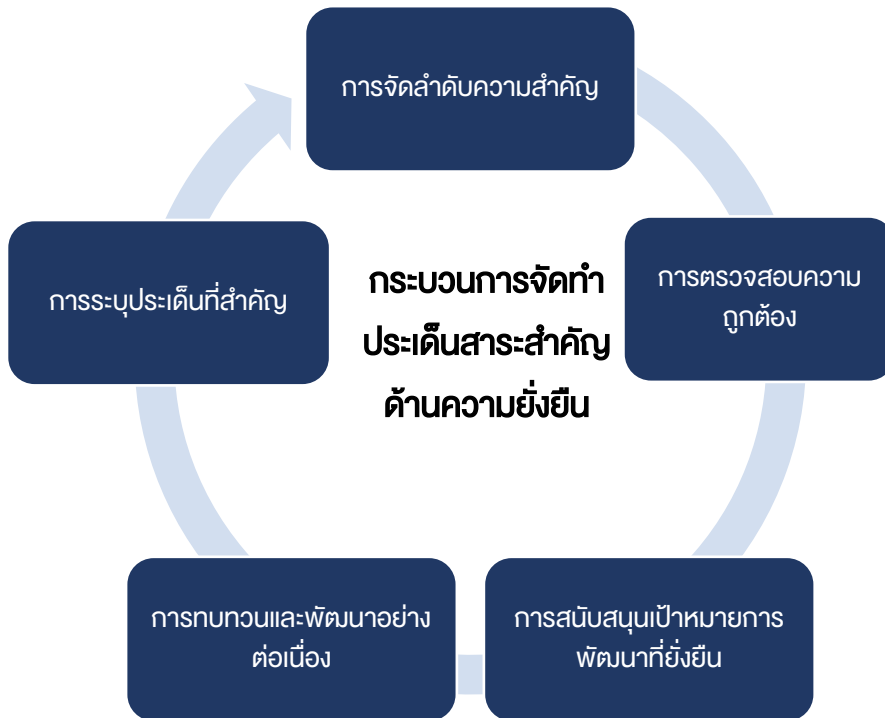 การจัดลำดับความสำคัญ
การระบุประเด็นที่สำคัญ
กระบวนการจัดทำ
ประเด็นสาระสำคัญ
ด้านความยั่งยืน
การตรวจสอบความ
ถูกต้อง
การทบทวนและพัฒนาอย่าง
ต่อเนื่อง
การสนับสนุนเป้าหมายการ
พัฒนาที่ยั่งยืน